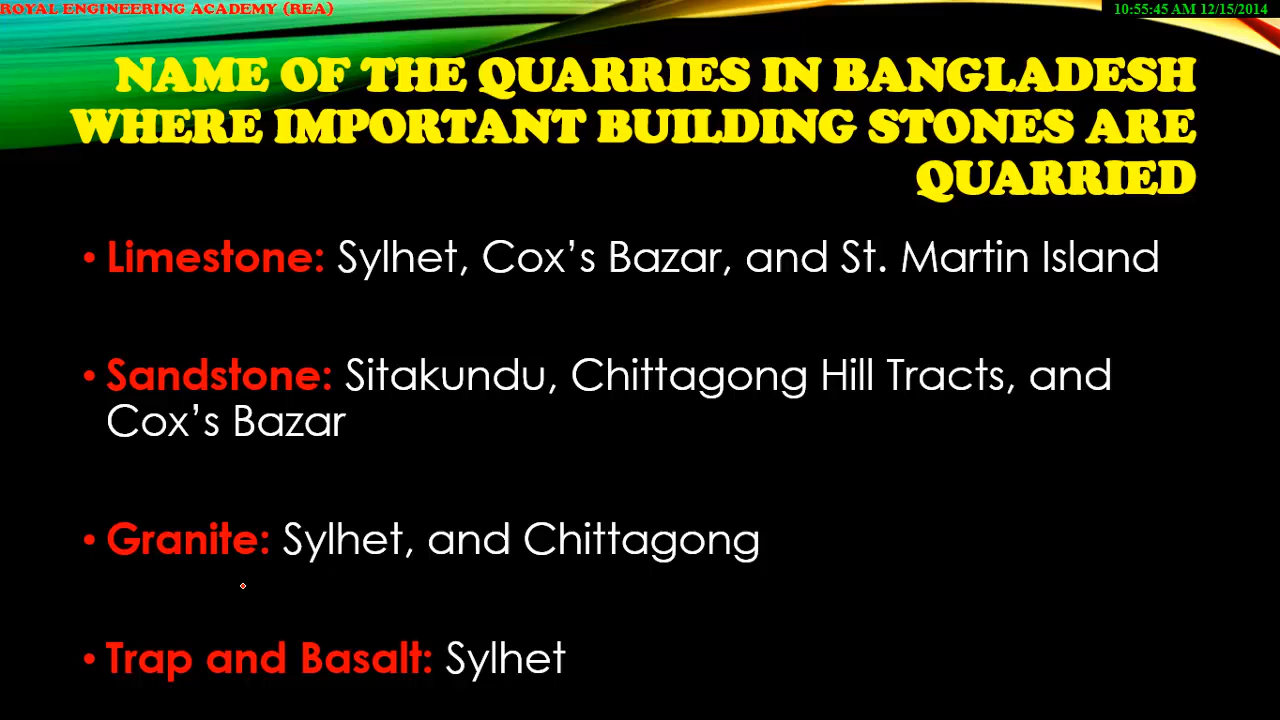 ROYAL ENGINEERING ACADEMY (REA)
10:55:45 AM 12/15/2014
NAME OF THE QUARRIES IN BANGLADESH
WHERE IMPORTANT BUILDING STONES ARE
QUARRIED
• Limestone: Sylhet, Cox’s Bazar, and St. Martin Island
• Sandstone: Sitakundu, Chittagong Hill Tracts, and
Cox’s Bazar
• Granite: Sylhet, and Chittagong
• Trap and Basalt: Sylhet